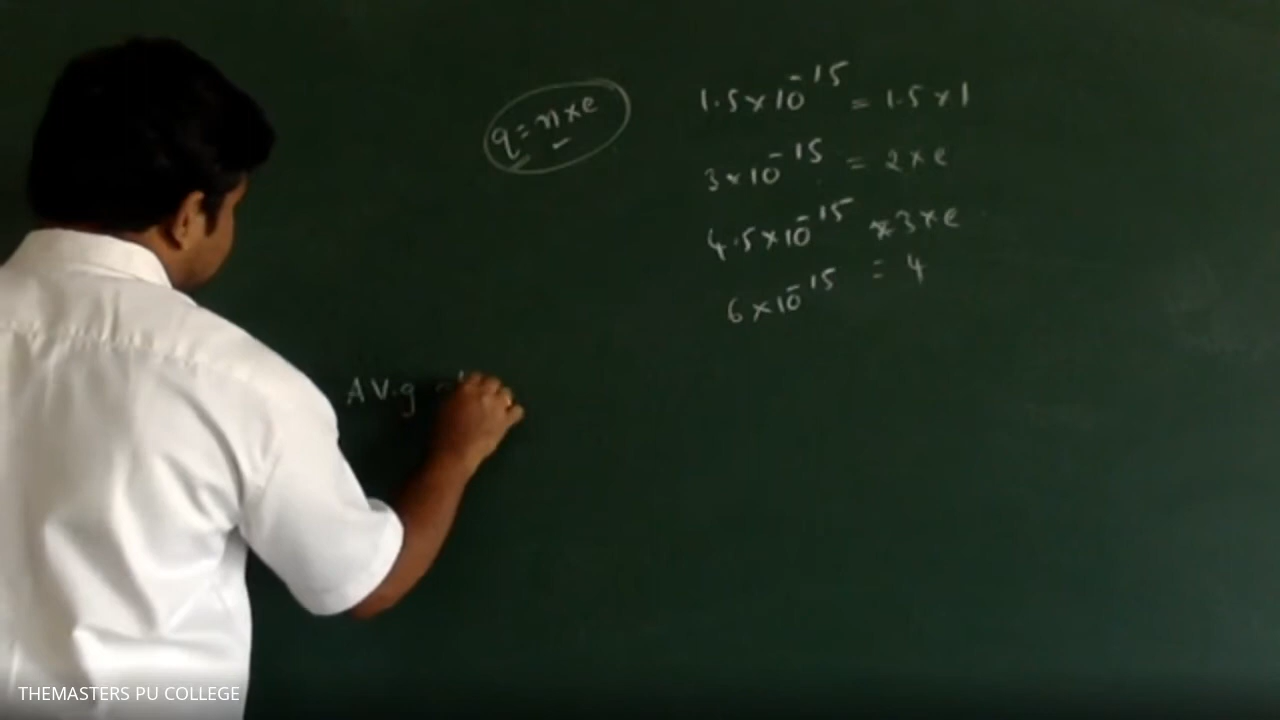 q = n×e
1.5×10⁻¹⁵ = 1.5×1
3×10⁻¹⁵ = 2×e
4.5×10⁻¹⁵ ×3×e
6×10⁻¹⁵ = 4
AV.g
THEMASTERS PU COLLEGE